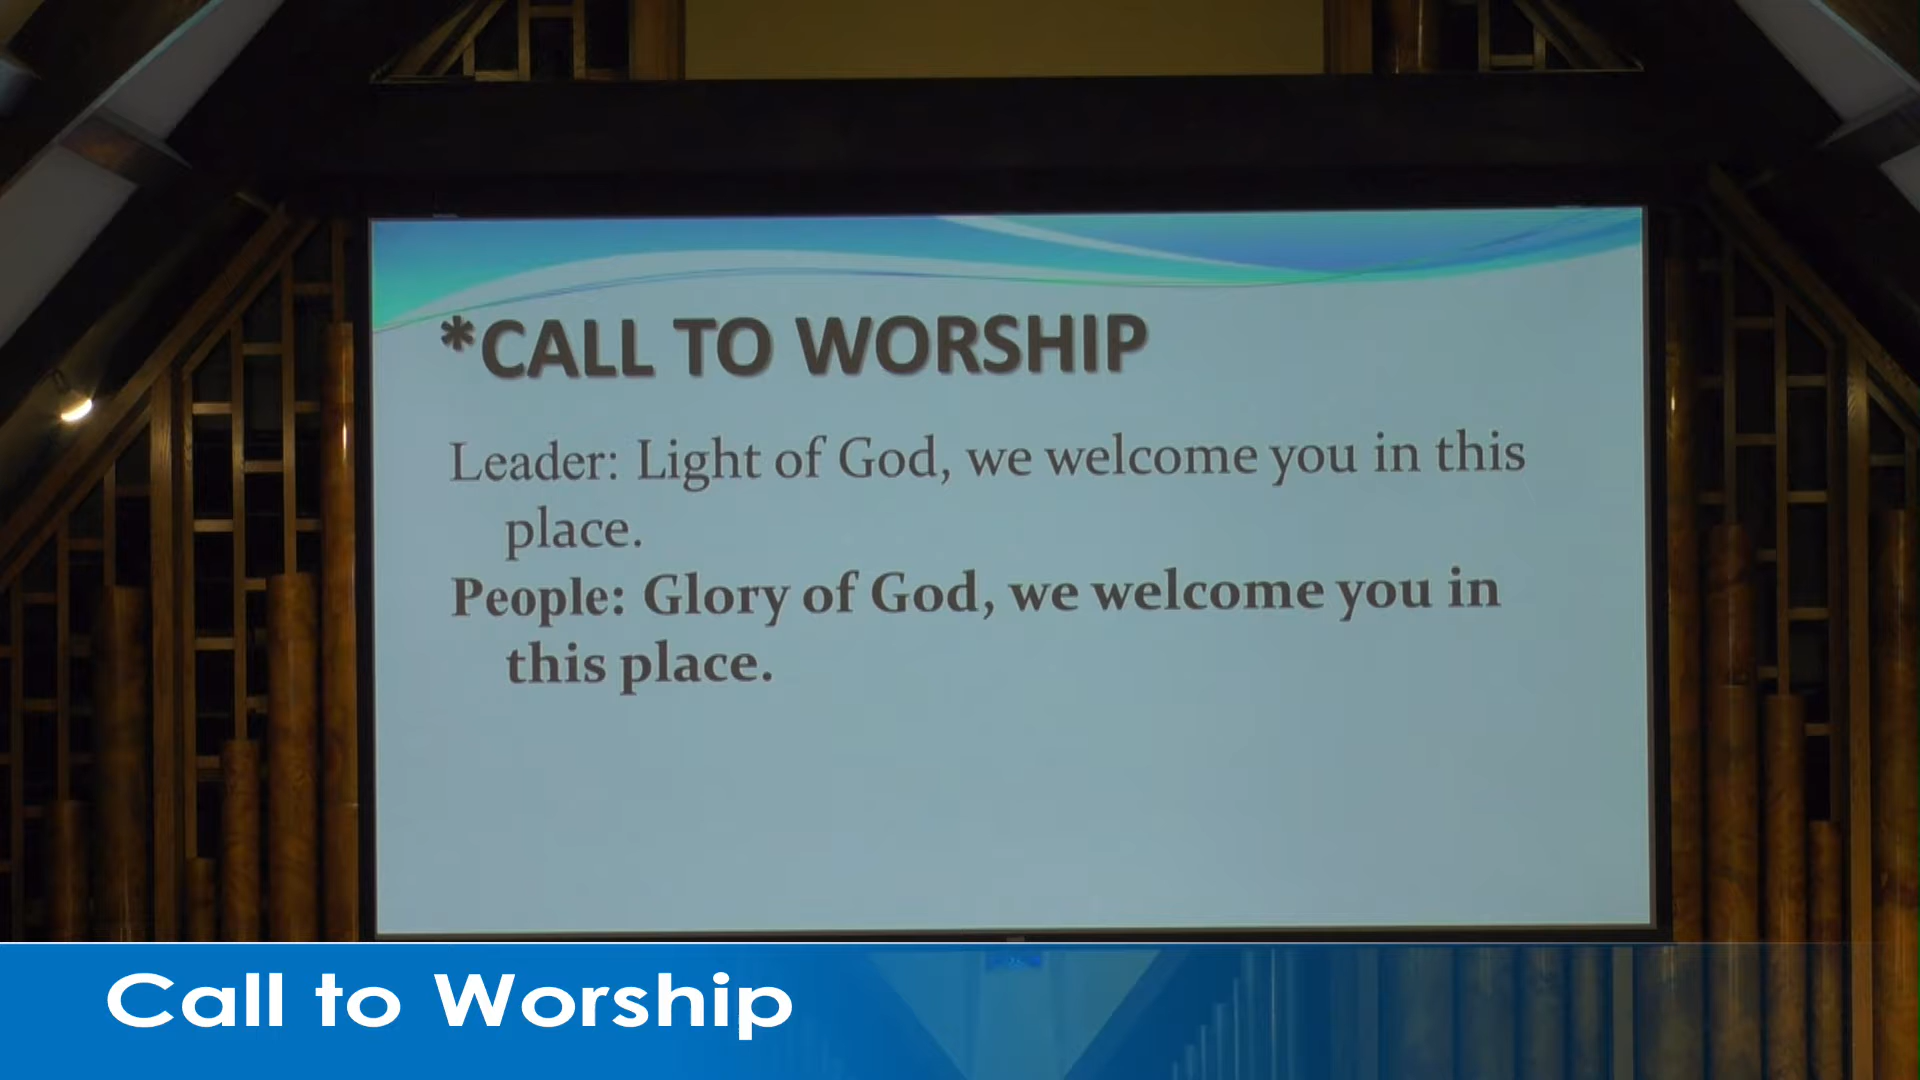 *CALL TO WORSHIP
Leader: Light of God, we welcome you in this
place.
People: Glory of God, we welcome you in
this place.
Call to Worship